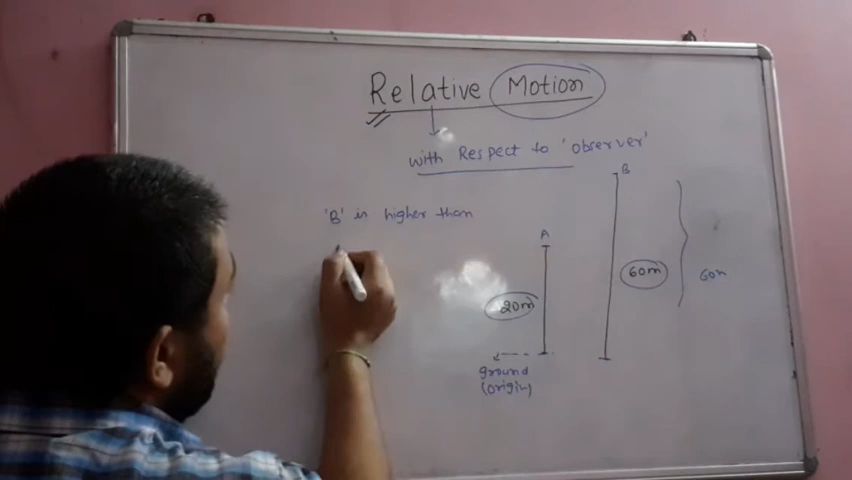 Relative Motion
with Respect to 'observer'
'B' is higher than
A
B
20m
60m
60m
ground
(origin)